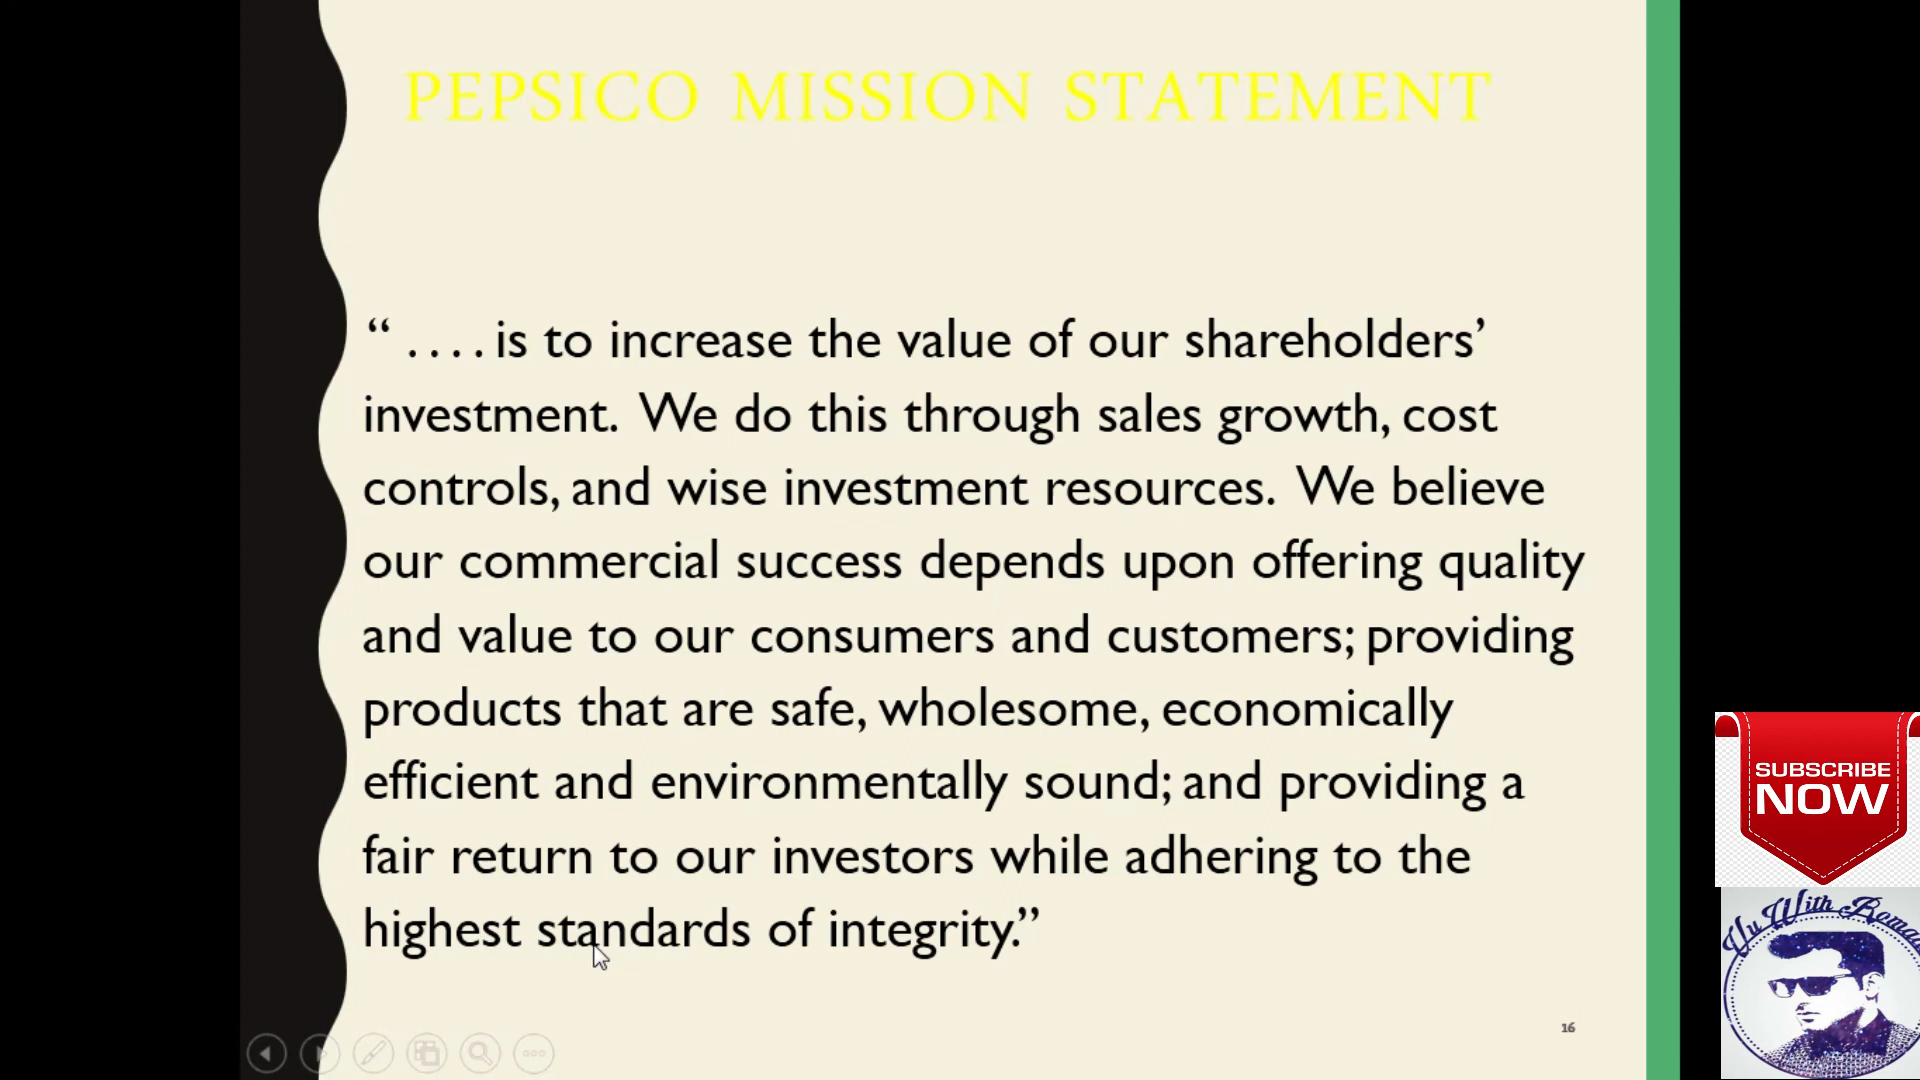 PEPSICO MISSION STATEMENT
“ .... is to increase the value of our shareholders’
investment.  We do this through sales growth, cost
controls, and wise investment resources.  We believe
our commercial success depends upon offering quality
and value to our consumers and customers; providing
products that are safe, wholesome, economically
efficient and environmentally sound; and providing a
fair return to our investors while adhering to the
highest standards of integrity.”
16
SUBSCRIBE
NOW
With